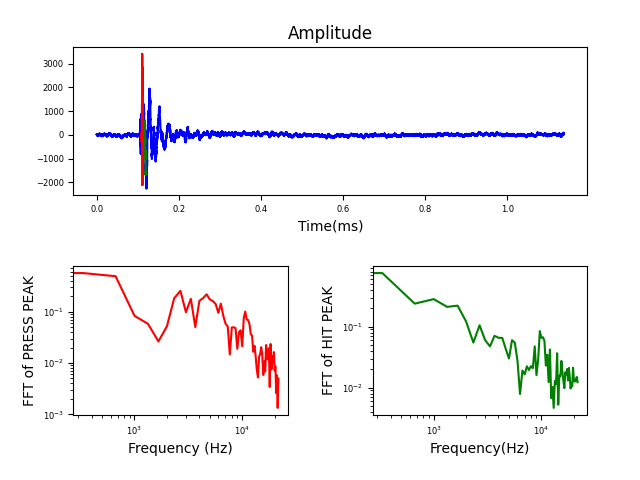 Amplitude
3000
2000
1000
0
−1000
−2000
0.0 0.2 0.4 0.6 0.8 1.0
Time(ms)
FFT of PRESS PEAK
10⁻¹
10⁻²
10⁻³
10³ 10⁴
Frequency (Hz)
FFT of HIT PEAK
10⁻¹
10⁻²
10³ 10⁴
Frequency(Hz)